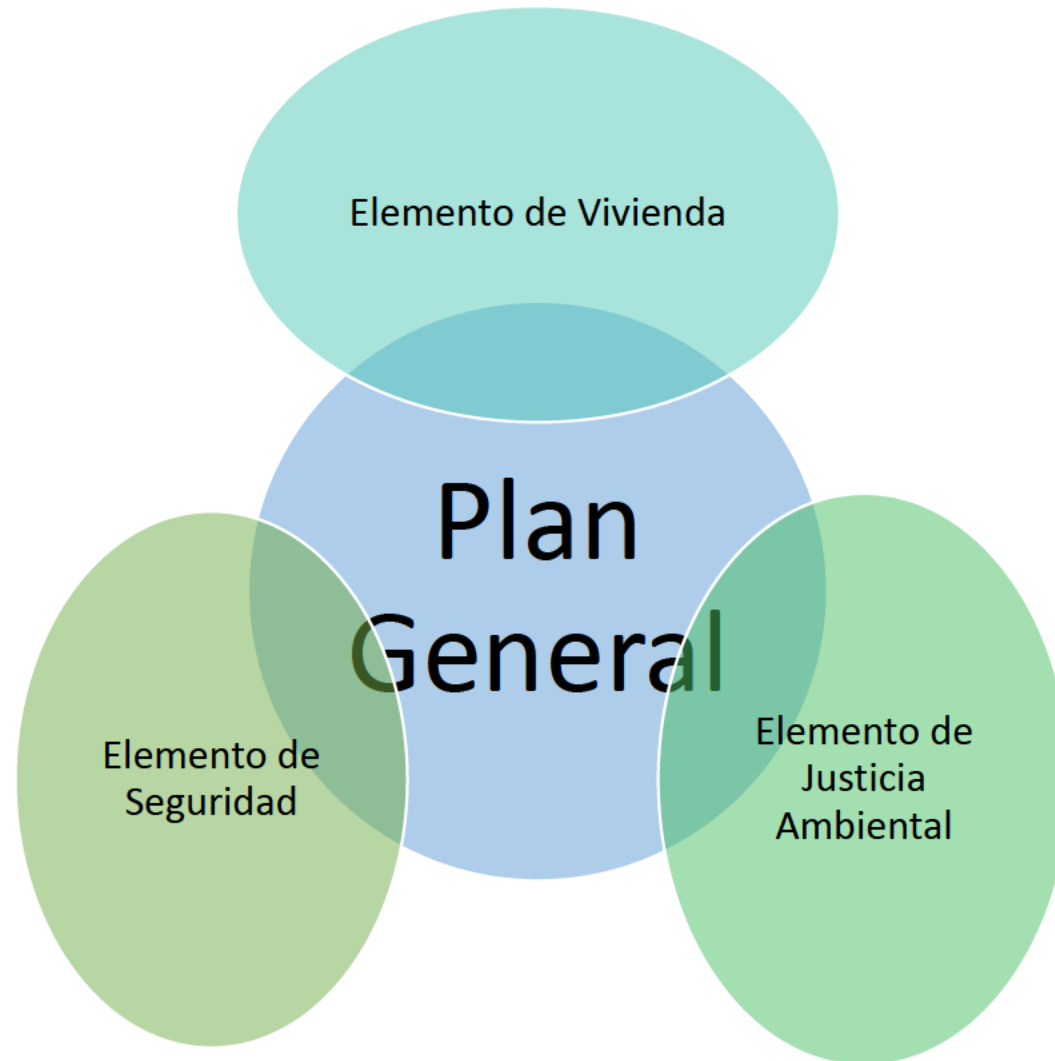 Elemento de Vivienda
Plan
General
Elemento de
Seguridad
Elemento de
Justicia
Ambiental